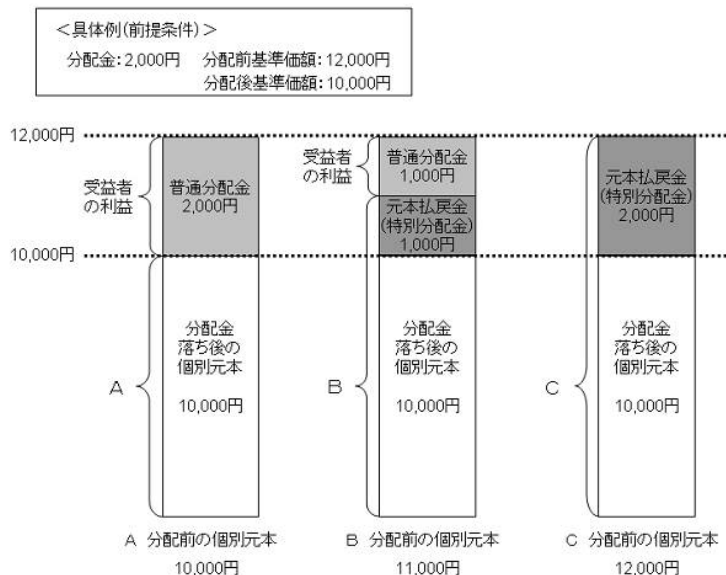 ＜具体例(前提条件)＞
分配金：2,000円　分配前基準価額：12,000円
分配後基準価額：10,000円
12,000円
受益者の利益
普通分配金
2,000円
10,000円
A
分配金
落ち後の
個別元本
10,000円
A 分配前の個別元本
10,000円
受益者
の利益
普通分配金
1,000円
元本払戻金
(特別分配金)
1,000円
B
分配金
落ち後の
個別元本
10,000円
B 分配前の個別元本
11,000円
元本払戻金
(特別分配金)
2,000円
C
分配金
落ち後の
個別元本
10,000円
C 分配前の個別元本
12,000円